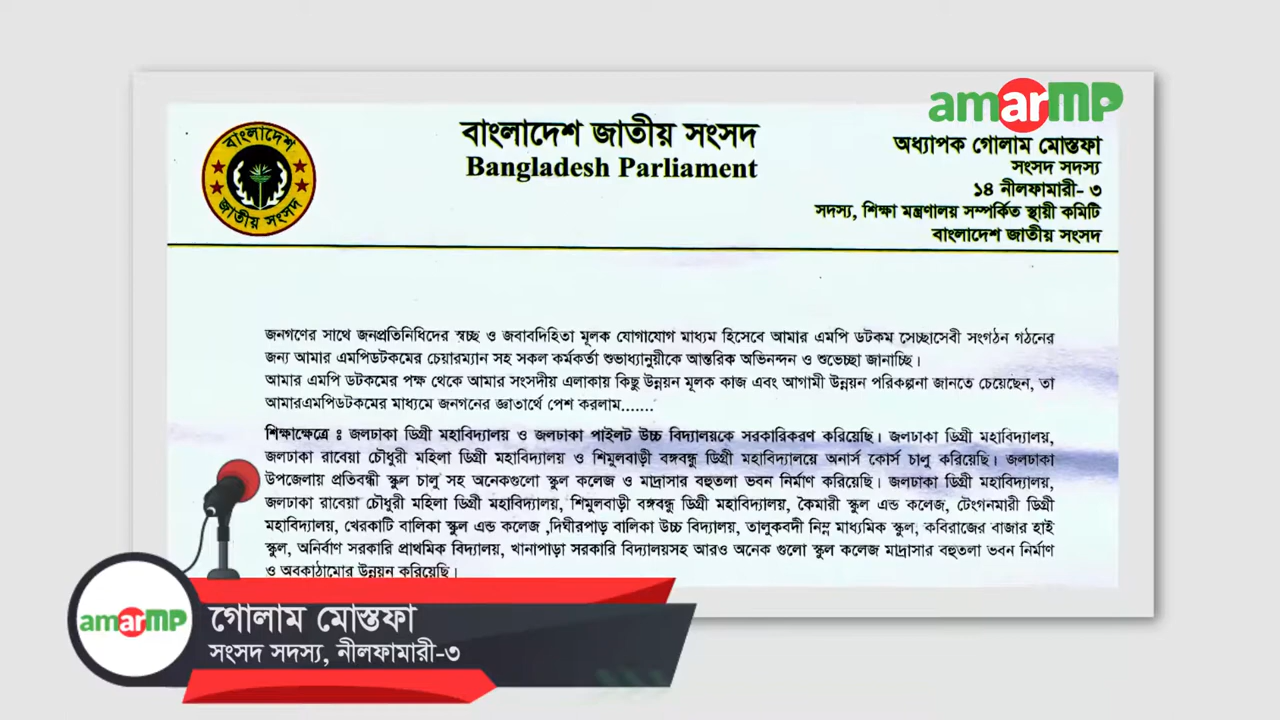 amarMP
বাংলাদেশ
জাতীয় সংসদ
বাংলাদেশ জাতীয় সংসদ
Bangladesh Parliament
অধ্যাপক গোলাম মোস্তফা
সংসদ সদস্য
১৪ নীলফামারী- ৩
সদস্য, শিক্ষা মন্ত্রণালয় সম্পর্কিত স্থায়ী কমিটি
বাংলাদেশ জাতীয় সংসদ
জনগণের সাথে জনপ্রতিনিধিদের স্বচ্ছ ও জবাবদিহিতা মূলক যোগাযোগ মাধ্যম হিসেবে আমার এমপি ডটকম সেচ্ছাসেবী সংগঠন গঠনের
জন্য আমার এমপিডটকমের চেয়ারম্যান সহ সকল কর্মকর্তা শুভাধ্যানুয়ীকে আন্তরিক অভিনন্দন ও শুভেচ্ছা জানাচ্ছি।
আমার এমপি ডটকমের পক্ষ থেকে আমার সংসদীয় এলাকায় কিছু উন্নয়ন মূলক কাজ এবং আগামী উন্নয়ন পরিকল্পনা জানতে চেয়েছেন, তা
আমারএমপিডটকমের মাধ্যমে জনগনের জ্ঞাতার্থে পেশ করলাম.......
শিক্ষাক্ষেত্রে ঃ জলঢাকা ডিগ্রী মহাবিদ্যালয় ও জলঢাকা পাইলট উচ্চ বিদ্যালয়কে সরকারিকরণ করিয়েছি। জলঢাকা ডিগ্রী মহাবিদ্যালয়,
জলঢাকা রাবেয়া চৌধুরী মহিলা ডিগ্রী মহাবিদ্যালয় ও শিমুলবাড়ী বঙ্গবন্ধু ডিগ্রী মহাবিদ্যালয়ে অনার্স কোর্স চালু করিয়েছি। জলঢাকা
উপজেলায় প্রতিবন্ধী স্কুল চালু সহ অনেকগুলো স্কুল কলেজ ও মাদ্রাসার বহুতলা ভবন নির্মাণ করিয়েছি। জলঢাকা ডিগ্রী মহাবিদ্যালয়,
জলঢাকা রাবেয়া চৌধুরী মহিলা ডিগ্রী মহাবিদ্যালয়, শিমুলবাড়ী বঙ্গবন্ধু ডিগ্রী মহাবিদ্যালয়, কৈমারী স্কুল এন্ড কলেজ, টেংগনমারী ডিগ্রী
মহাবিদ্যালয়, খেরকাটি বালিকা স্কুল এন্ড কলেজ ,দিঘীরপাড় বালিকা উচ্চ বিদ্যালয়, তালুকবদী নিম্ন মাধ্যমিক স্কুল, কবিরাজের বাজার হাই
স্কুল, অনির্বাণ সরকারি প্রাথমিক বিদ্যালয়, খানাপাড়া সরকারি বিদ্যালয়সহ আরও অনেক গুলো স্কুল কলেজ মাদ্রাসার বহুতলা ভবন নির্মাণ
ও অবকাঠামোর উন্নয়ন করিয়েছি।
amarMP
গোলাম মোস্তফা
সংসদ সদস্য, নীলফামারী-৩